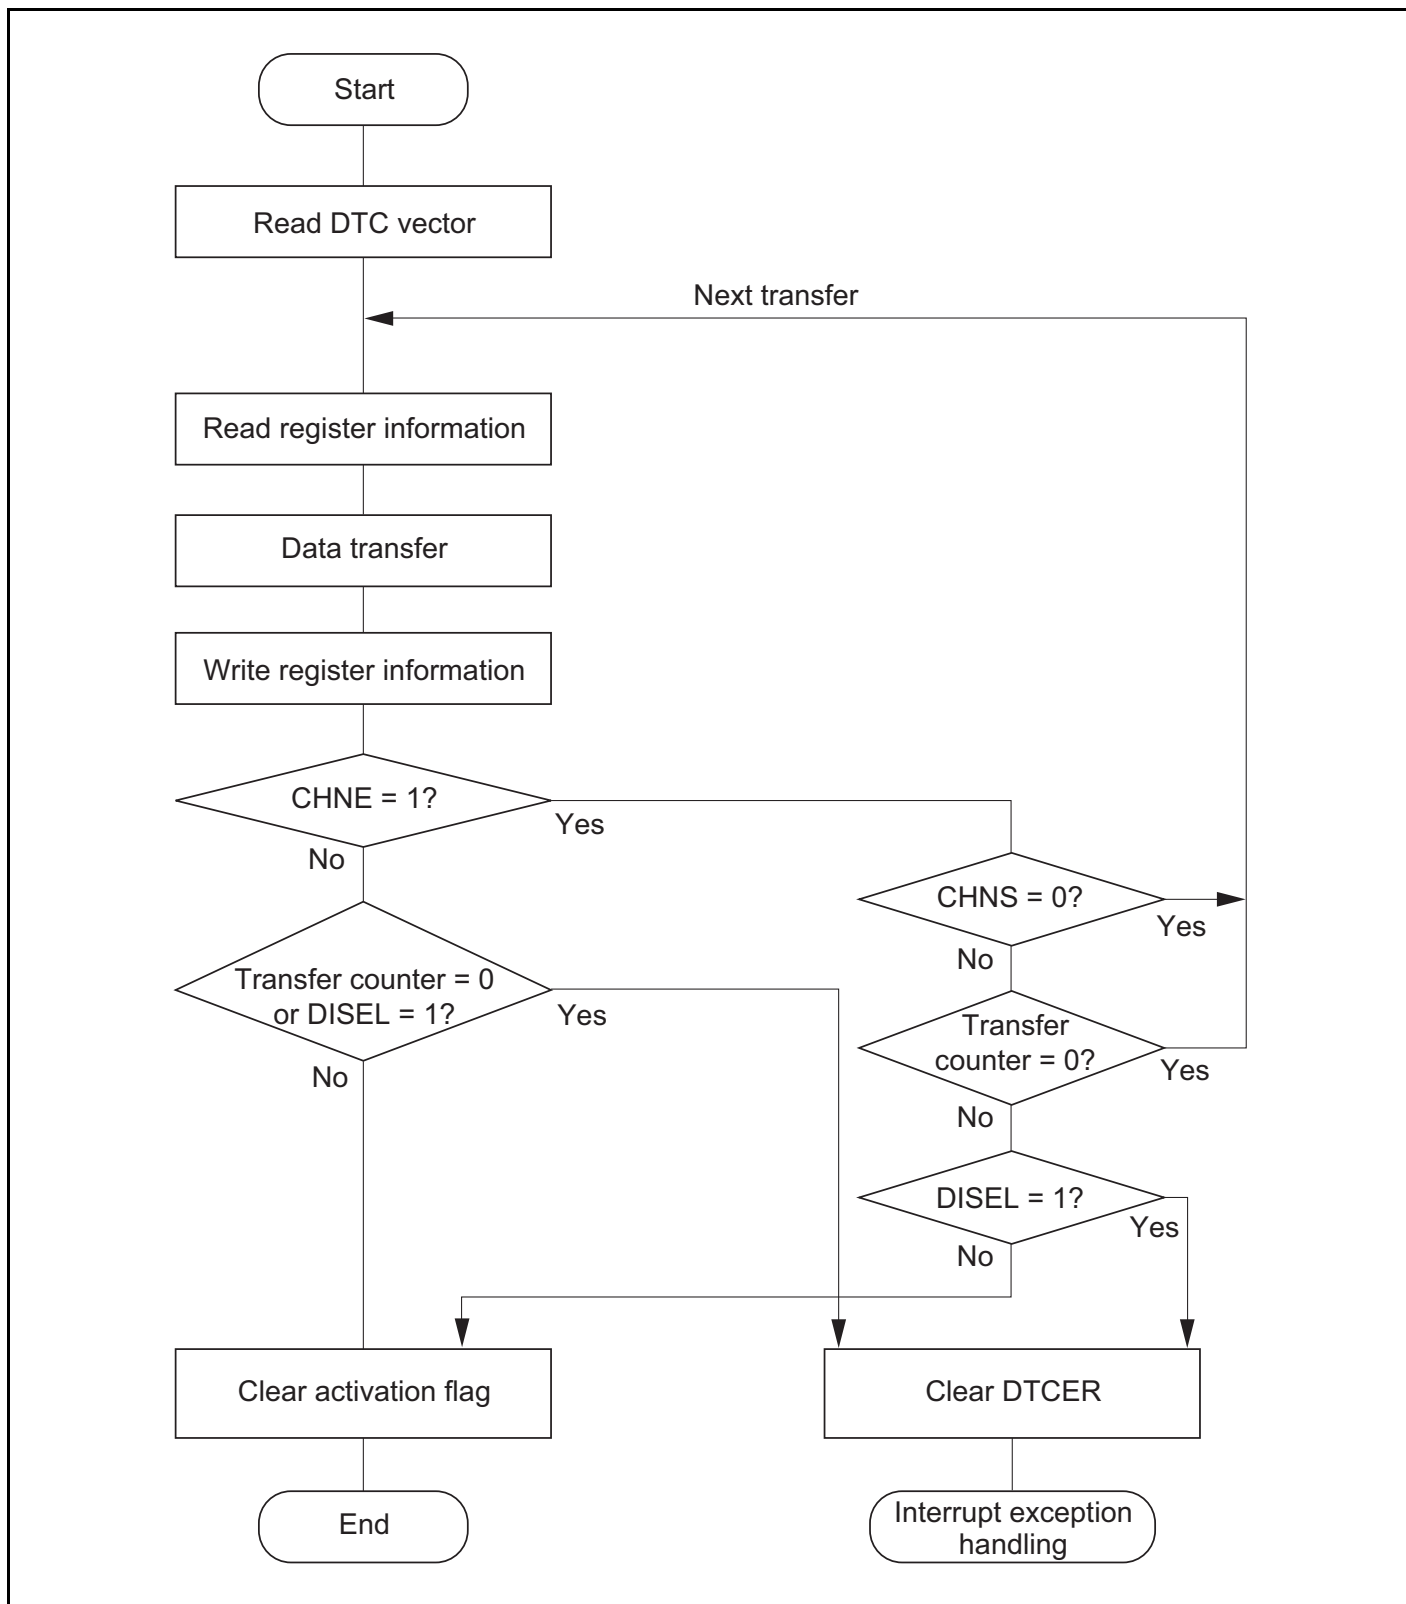 Start
Read DTC vector
Next transfer
Read register information
Data transfer
Write register information
CHNE = 1?
Yes
No
CHNS = 0?
Yes
No
Transfer counter = 0
or DISEL = 1?
Yes
No
Transfer
counter = 0?
Yes
No
DISEL = 1?
Yes
No
Clear activation flag
Clear DTCER
End
Interrupt exception
handling